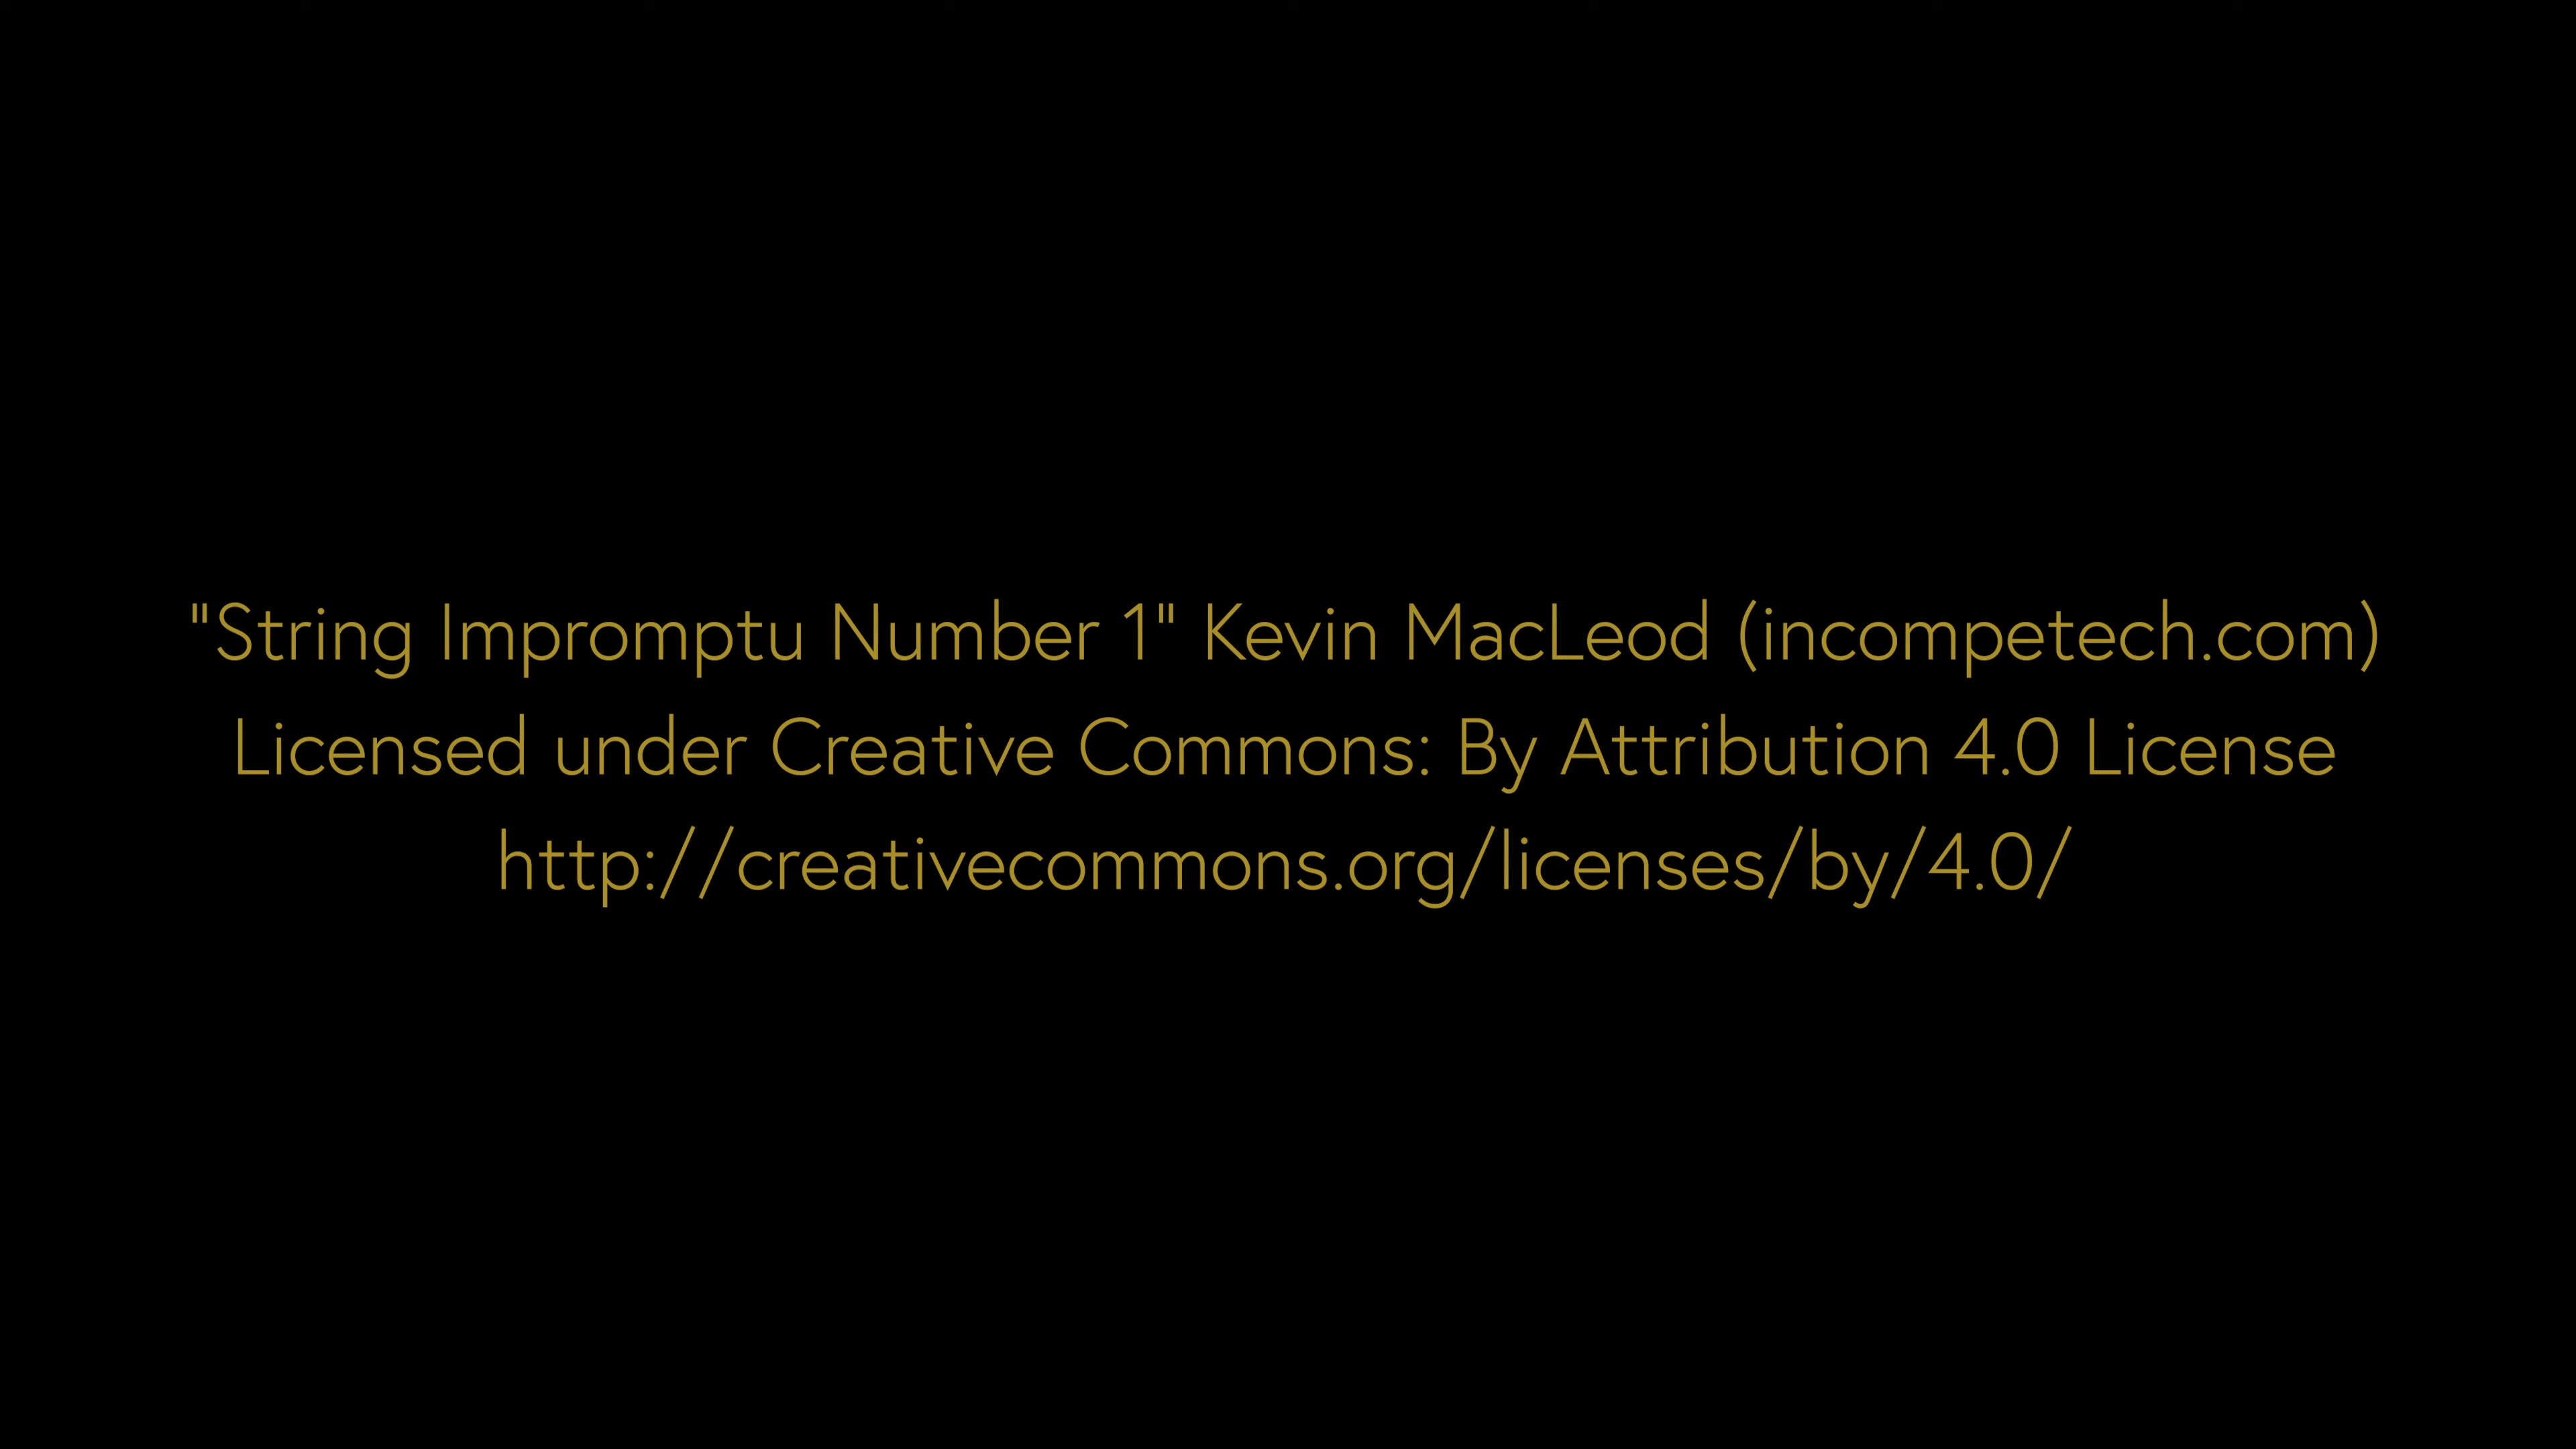 "String Impromptu Number 1" Kevin MacLeod (incompetech.com)
Licensed under Creative Commons: By Attribution 4.0 License
http://creativecommons.org/licenses/by/4.0/